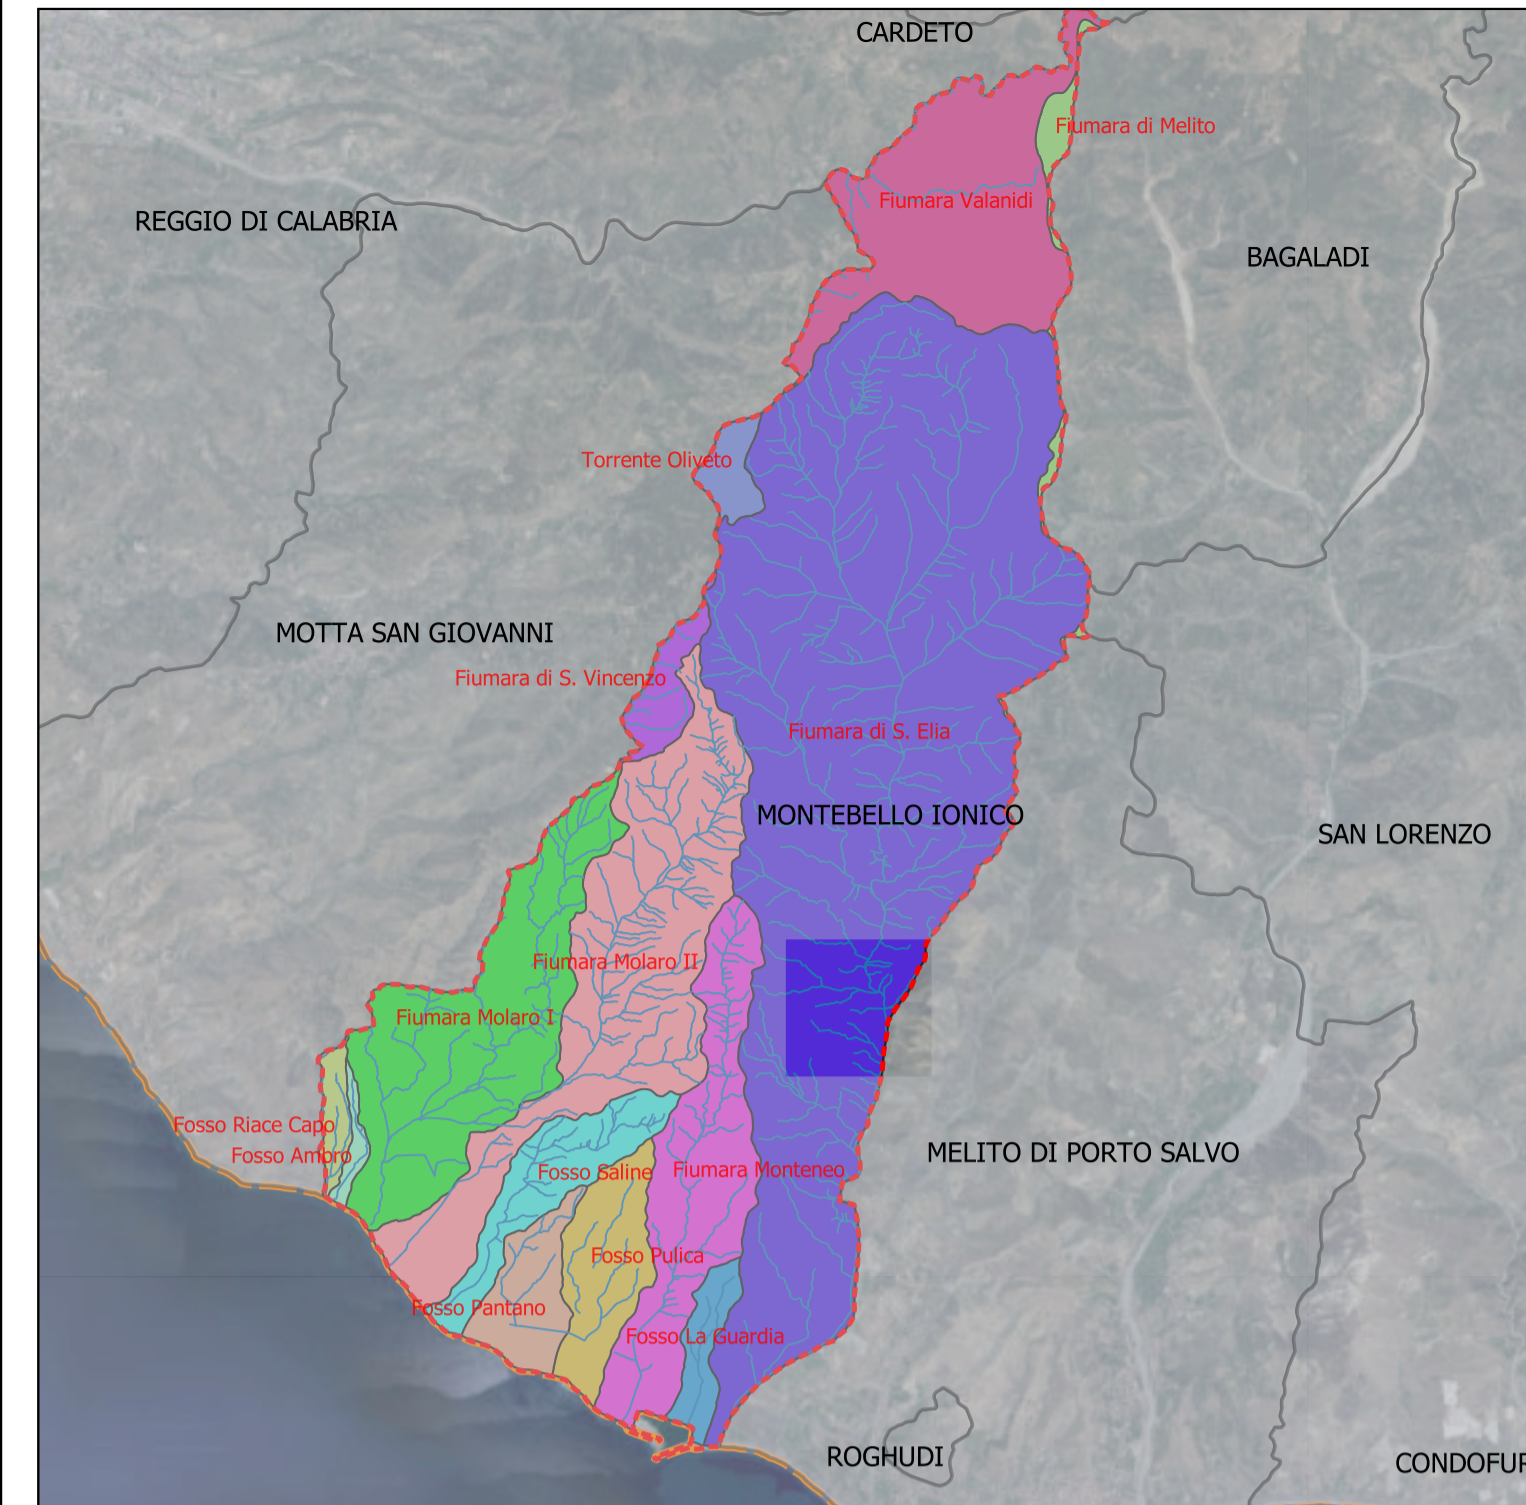 CARDETO
Fiumara di Melito
Fiumara Valanidi
REGGIO DI CALABRIA
BAGALADI
Torrente Oliveto
MOTTA SAN GIOVANNI
Fiumara di S. Vincenzo
Fiumara di S. Elia
MONTEBELLO IONICO
SAN LORENZO
Fiumara Molaro II
Fiumara Molaro I
Fosso Riace Capo
Fosso Ambro
MELITO DI PORTO SALVO
Fosso Saline
Fiumara Monteneo
Fosso Pulica
Fosso Pantano
Fosso La Guardia
ROGHUDI
CONDOFUR